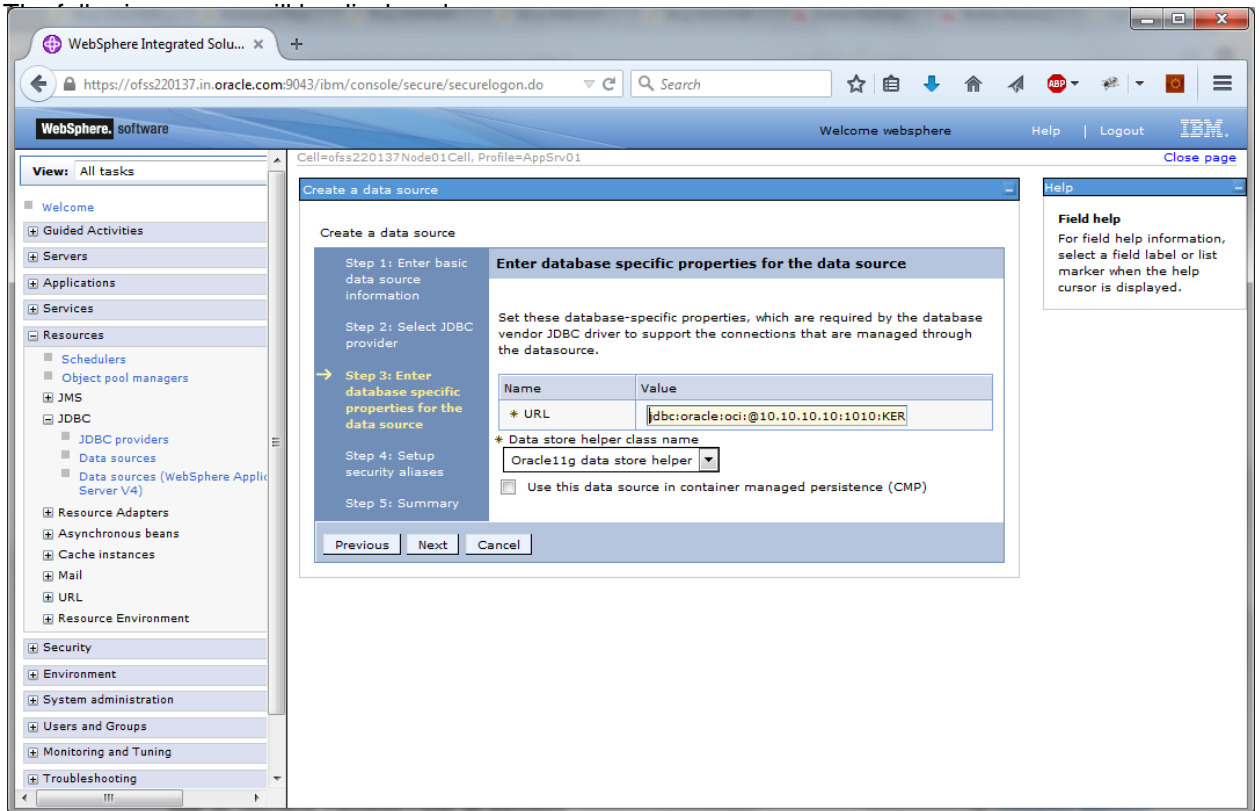 WebSphere Integrated Solu...
https://ofss220137.in.oracle.com:9043/ibm/console/secure/securelogon.do
Search
ABP
WebSphere. software
Welcome websphere
Help | Logout
IBM.
View: All tasks
Welcome
Guided Activities
Servers
Applications
Services
Resources
Schedulers
Object pool managers
JMS
JDBC
JDBC providers
Data sources
Data sources (WebSphere Applic
Server V4)
Resource Adapters
Asynchronous beans
Cache instances
Mail
URL
Resource Environment
Security
Environment
System administration
Users and Groups
Monitoring and Tuning
Troubleshooting
Cell=ofss220137Node01Cell, Profile=AppSrv01
Close page
Create a data source
Create a data source
Step 1: Enter basic
data source
information
Step 2: Select JDBC
provider
Step 3: Enter
database specific
properties for the
data source
Step 4: Setup
security aliases
Step 5: Summary
Enter database specific properties for the data source
Set these database-specific properties, which are required by the database
vendor JDBC driver to support the connections that are managed through
the datasource.
Name Value
* URL jdbc:oracle:oci:@10.10.10.10:1010:KER
* Data store helper class name
Oracle11g data store helper
Use this data source in container managed persistence (CMP)
Previous Next Cancel
Help
Field help
For field help information,
select a field label or list
marker when the help
cursor is displayed.